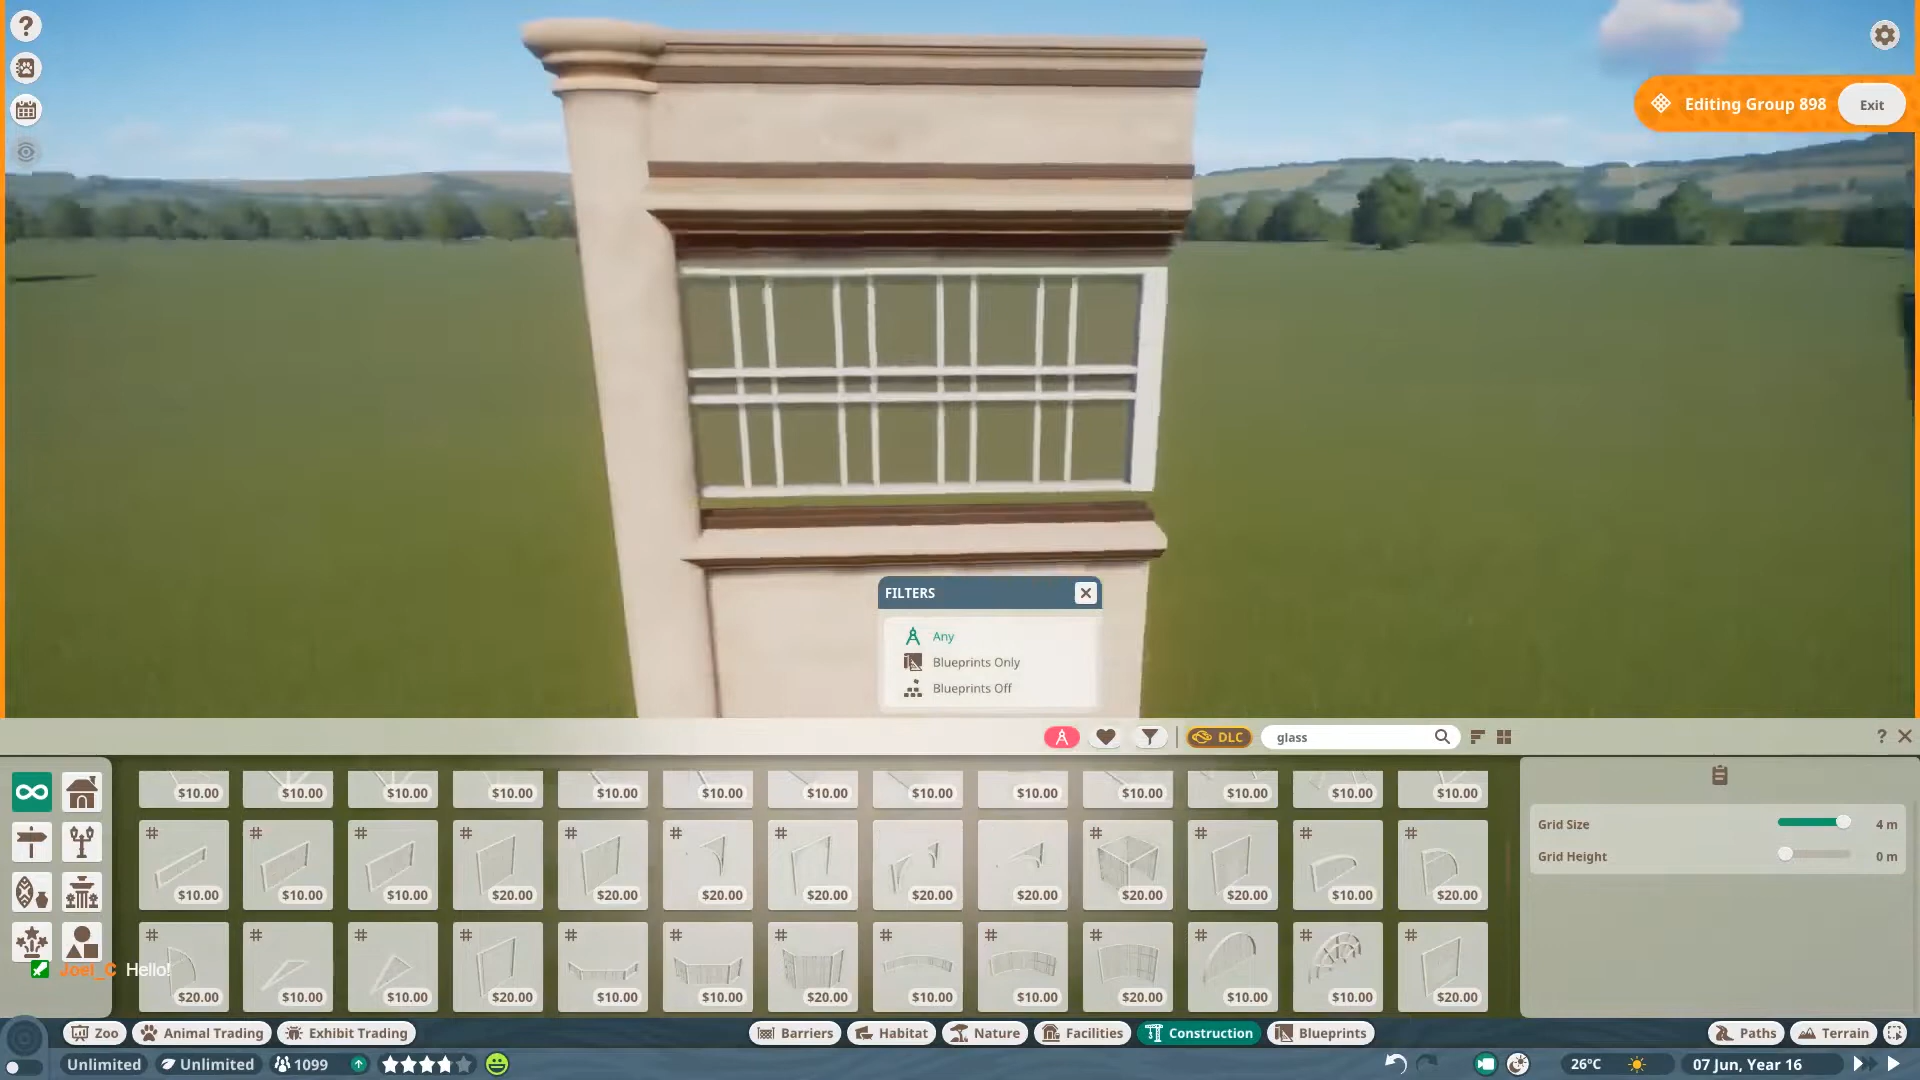 ?
Editing Group 898 Exit
FILTERS
Any
Blueprints Only
Blueprints Off
DLC glass ?
$10.00 $10.00 $10.00 $10.00 $10.00 $10.00 $10.00 $10.00 $10.00 $10.00 $10.00 $10.00 $10.00
# # # # # # # # # # #
$10.00 $10.00 $10.00 $20.00 $20.00 $20.00 $20.00 $20.00 $20.00 $20.00 $20.00 $10.00 $20.00
# # # # # # # # # # # # #
$20.00 $10.00 $10.00 $20.00 $10.00 $10.00 $20.00 $10.00 $10.00 $20.00 $10.00 $10.00 $20.00
Grid Size 4 m
Grid Height 0 m
Joel_C Hello!
Zoo Animal Trading Exhibit Trading Barriers Habitat Nature Facilities Construction Blueprints Paths Terrain
Unlimited Unlimited 1099 26°C 07 Jun, Year 16